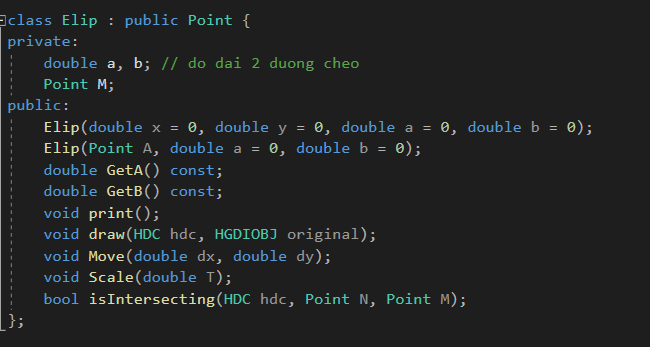 class Elip : public Point {
private:
    double a, b; // do dai 2 duong cheo
    Point M;
public:
    Elip(double x = 0, double y = 0, double a = 0, double b = 0);
    Elip(Point A, double a = 0, double b = 0);
    double GetA() const;
    double GetB() const;
    void print();
    void draw(HDC hdc, HGDIOBJ original);
    void Move(double dx, double dy);
    void Scale(double T);
    bool isIntersecting(HDC hdc, Point N, Point M);
};